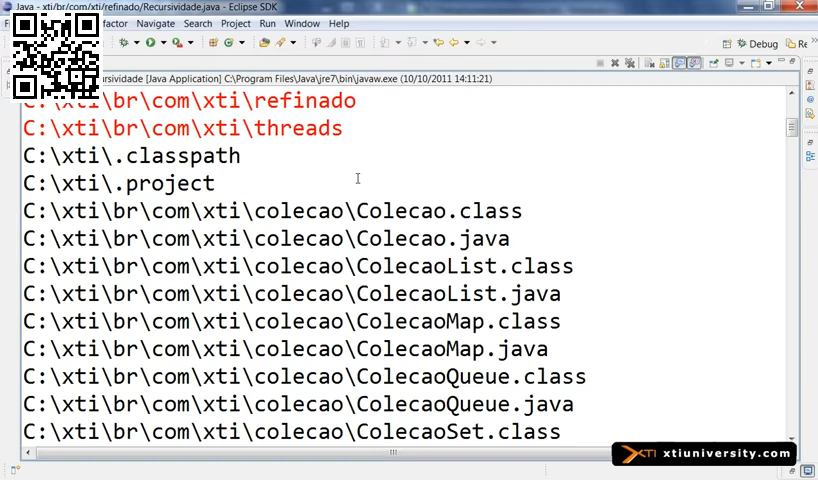 Java - xti/br/com/xti/refinado/Recursividade.java - Eclipse SDK
Navigate Search Project Run Window Help
Debug Re
[Java Application] C:\Program Files\Java\jre7\bin\javaw.exe (10/10/2011 14:11:21)
C:\xti\br\com\xti\refinado
C:\xti\br\com\xti\threads
C:\xti\.classpath
C:\xti\.project
C:\xti\br\com\xti\colecao\Colecao.class
C:\xti\br\com\xti\colecao\Colecao.java
C:\xti\br\com\xti\colecao\ColecaoList.class
C:\xti\br\com\xti\colecao\ColecaoList.java
C:\xti\br\com\xti\colecao\ColecaoMap.class
C:\xti\br\com\xti\colecao\ColecaoMap.java
C:\xti\br\com\xti\colecao\ColecaoQueue.class
C:\xti\br\com\xti\colecao\ColecaoQueue.java
C:\xti\br\com\xti\colecao\ColecaoSet.class
XTI xtiuniversity.com